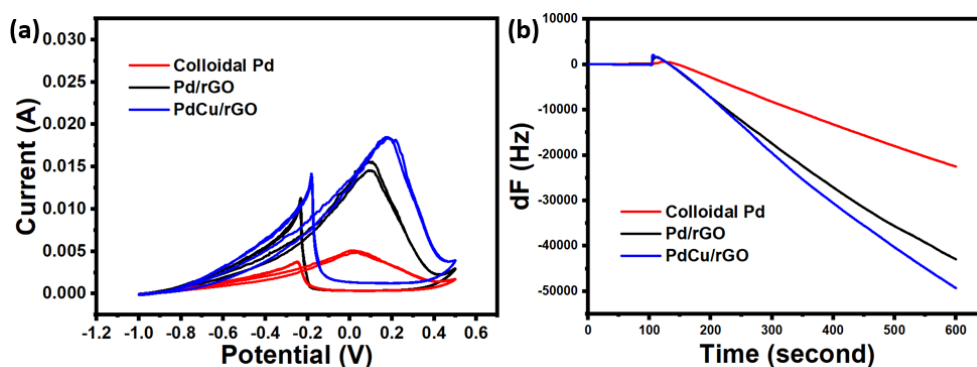 (a)
0.030
0.025
0.020
0.015
0.010
0.005
0.000
Current (A)
Colloidal Pd
Pd/rGO
PdCu/rGO
-1.2 -1.0 -0.8 -0.6 -0.4 -0.2 0.0 0.2 0.4 0.6
Potential (V)
(b)
10000
0
-10000
-20000
-30000
-40000
-50000
dF (Hz)
Colloidal Pd
Pd/rGO
PdCu/rGO
0 100 200 300 400 500 600
Time (second)